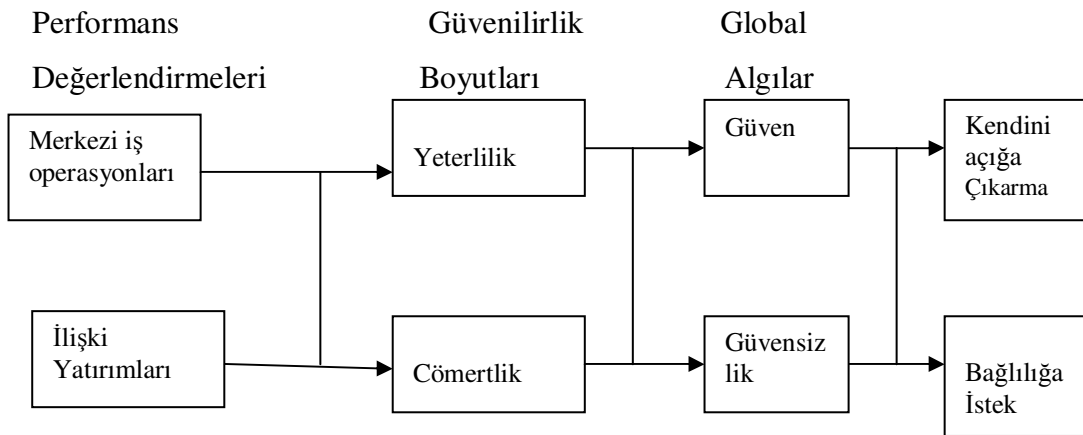 Performans Güvenilirlik Global
Değerlendirmeleri Boyutları Algılar
Merkezi iş
operasyonları
Yeterlilik
Güven
Kendini
açığa
Çıkarma
İlişki
Yatırımları
Cömertlik
Güvensiz
lik
Bağlılığa
İstek